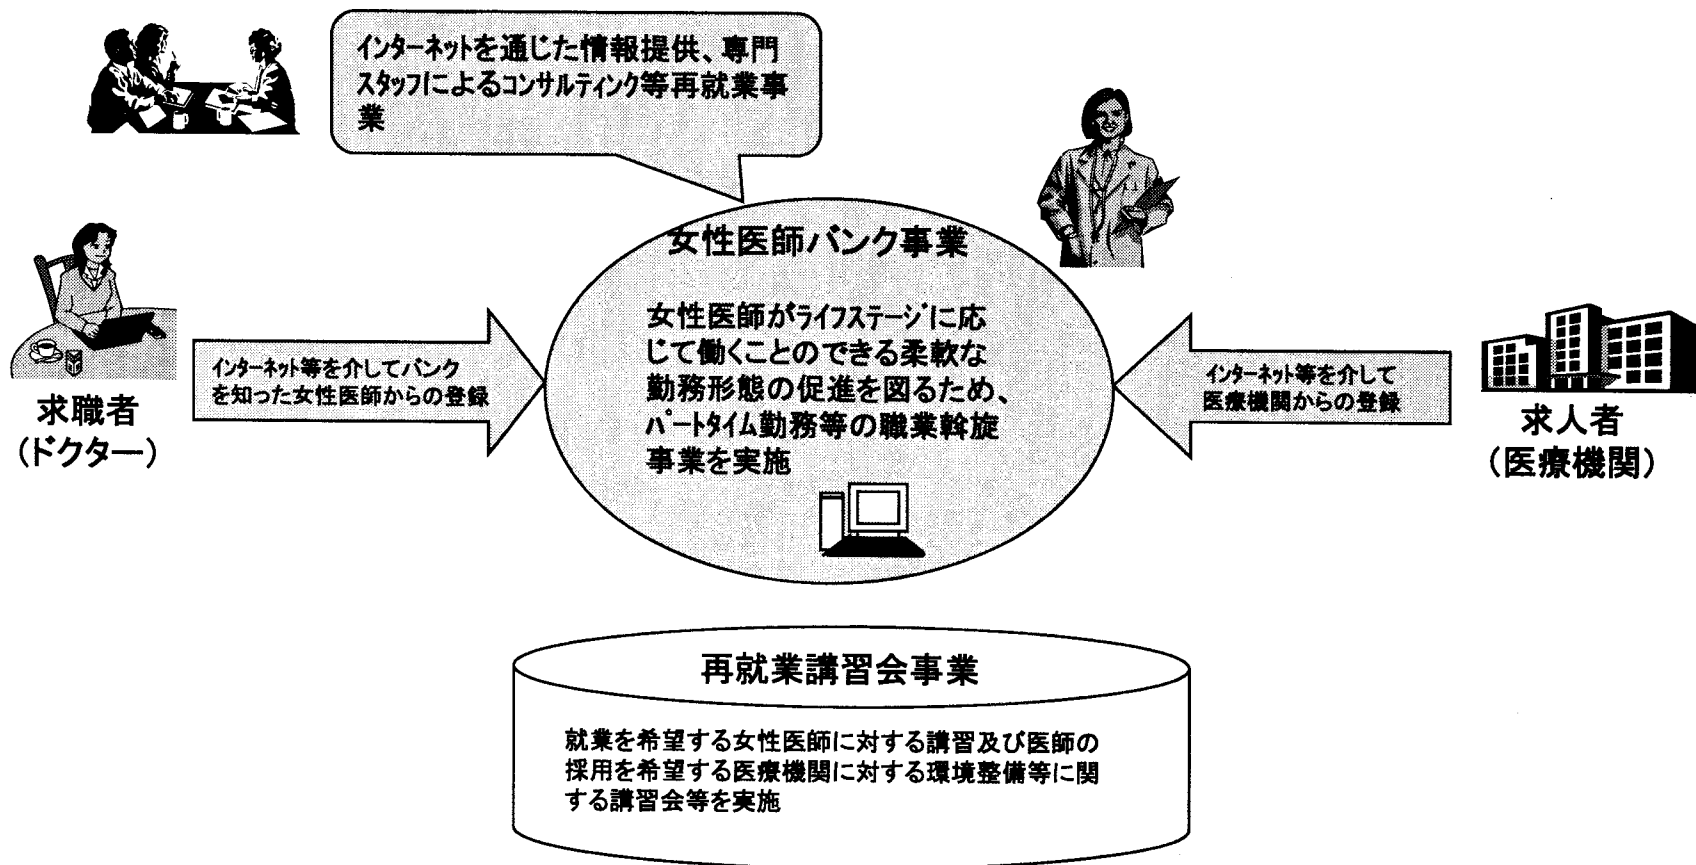 インターネットを通じた情報提供、専門
スタッフによるコンサルティング等再就業事
業
女性医師バンク事業
女性医師がライフステージに応
じて働くことのできる柔軟な
勤務形態の促進を図るため、
パートタイム勤務等の職業斡旋
事業を実施
インターネット等を介してバンク
を知った女性医師からの登録
求職者
(ドクター)
インターネット等を介して
医療機関からの登録
求人者
(医療機関)
再就業講習会事業
就業を希望する女性医師に対する講習及び医師の
採用を希望する医療機関に対する環境整備等に関
する講習会等を実施